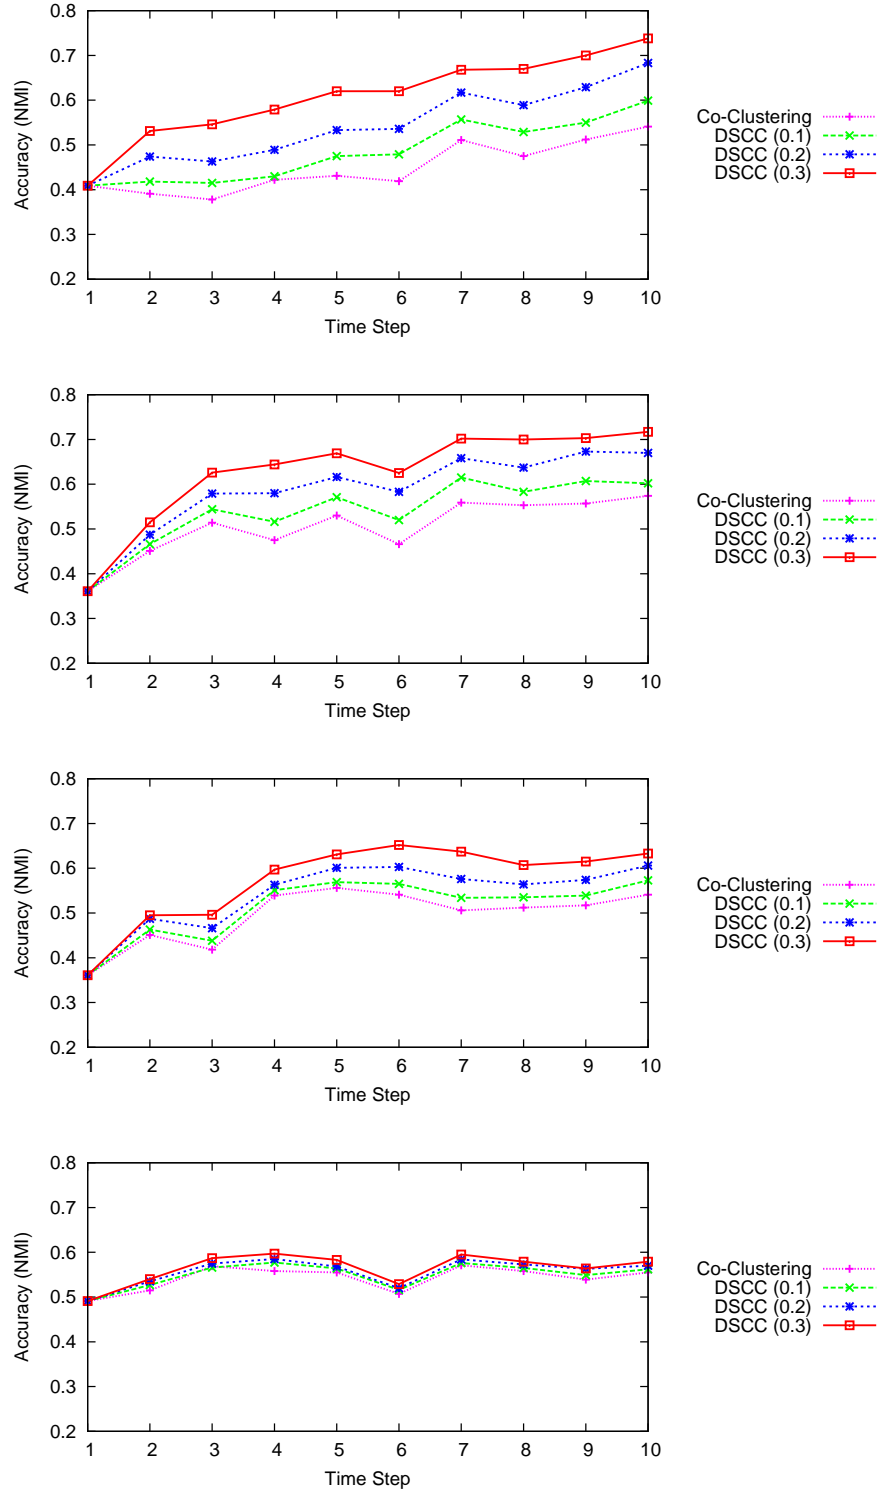 0.8
0.7
0.6
0.5
0.4
0.3
0.2
Accuracy (NMI)
1 2 3 4 5 6 7 8 9 10
Time Step
Co-Clustering
DSCC (0.1)
DSCC (0.2)
DSCC (0.3)
0.8
0.7
0.6
0.5
0.4
0.3
0.2
Accuracy (NMI)
1 2 3 4 5 6 7 8 9 10
Time Step
Co-Clustering
DSCC (0.1)
DSCC (0.2)
DSCC (0.3)
0.8
0.7
0.6
0.5
0.4
0.3
0.2
Accuracy (NMI)
1 2 3 4 5 6 7 8 9 10
Time Step
Co-Clustering
DSCC (0.1)
DSCC (0.2)
DSCC (0.3)
0.8
0.7
0.6
0.5
0.4
0.3
0.2
Accuracy (NMI)
1 2 3 4 5 6 7 8 9 10
Time Step
Co-Clustering
DSCC (0.1)
DSCC (0.2)
DSCC (0.3)